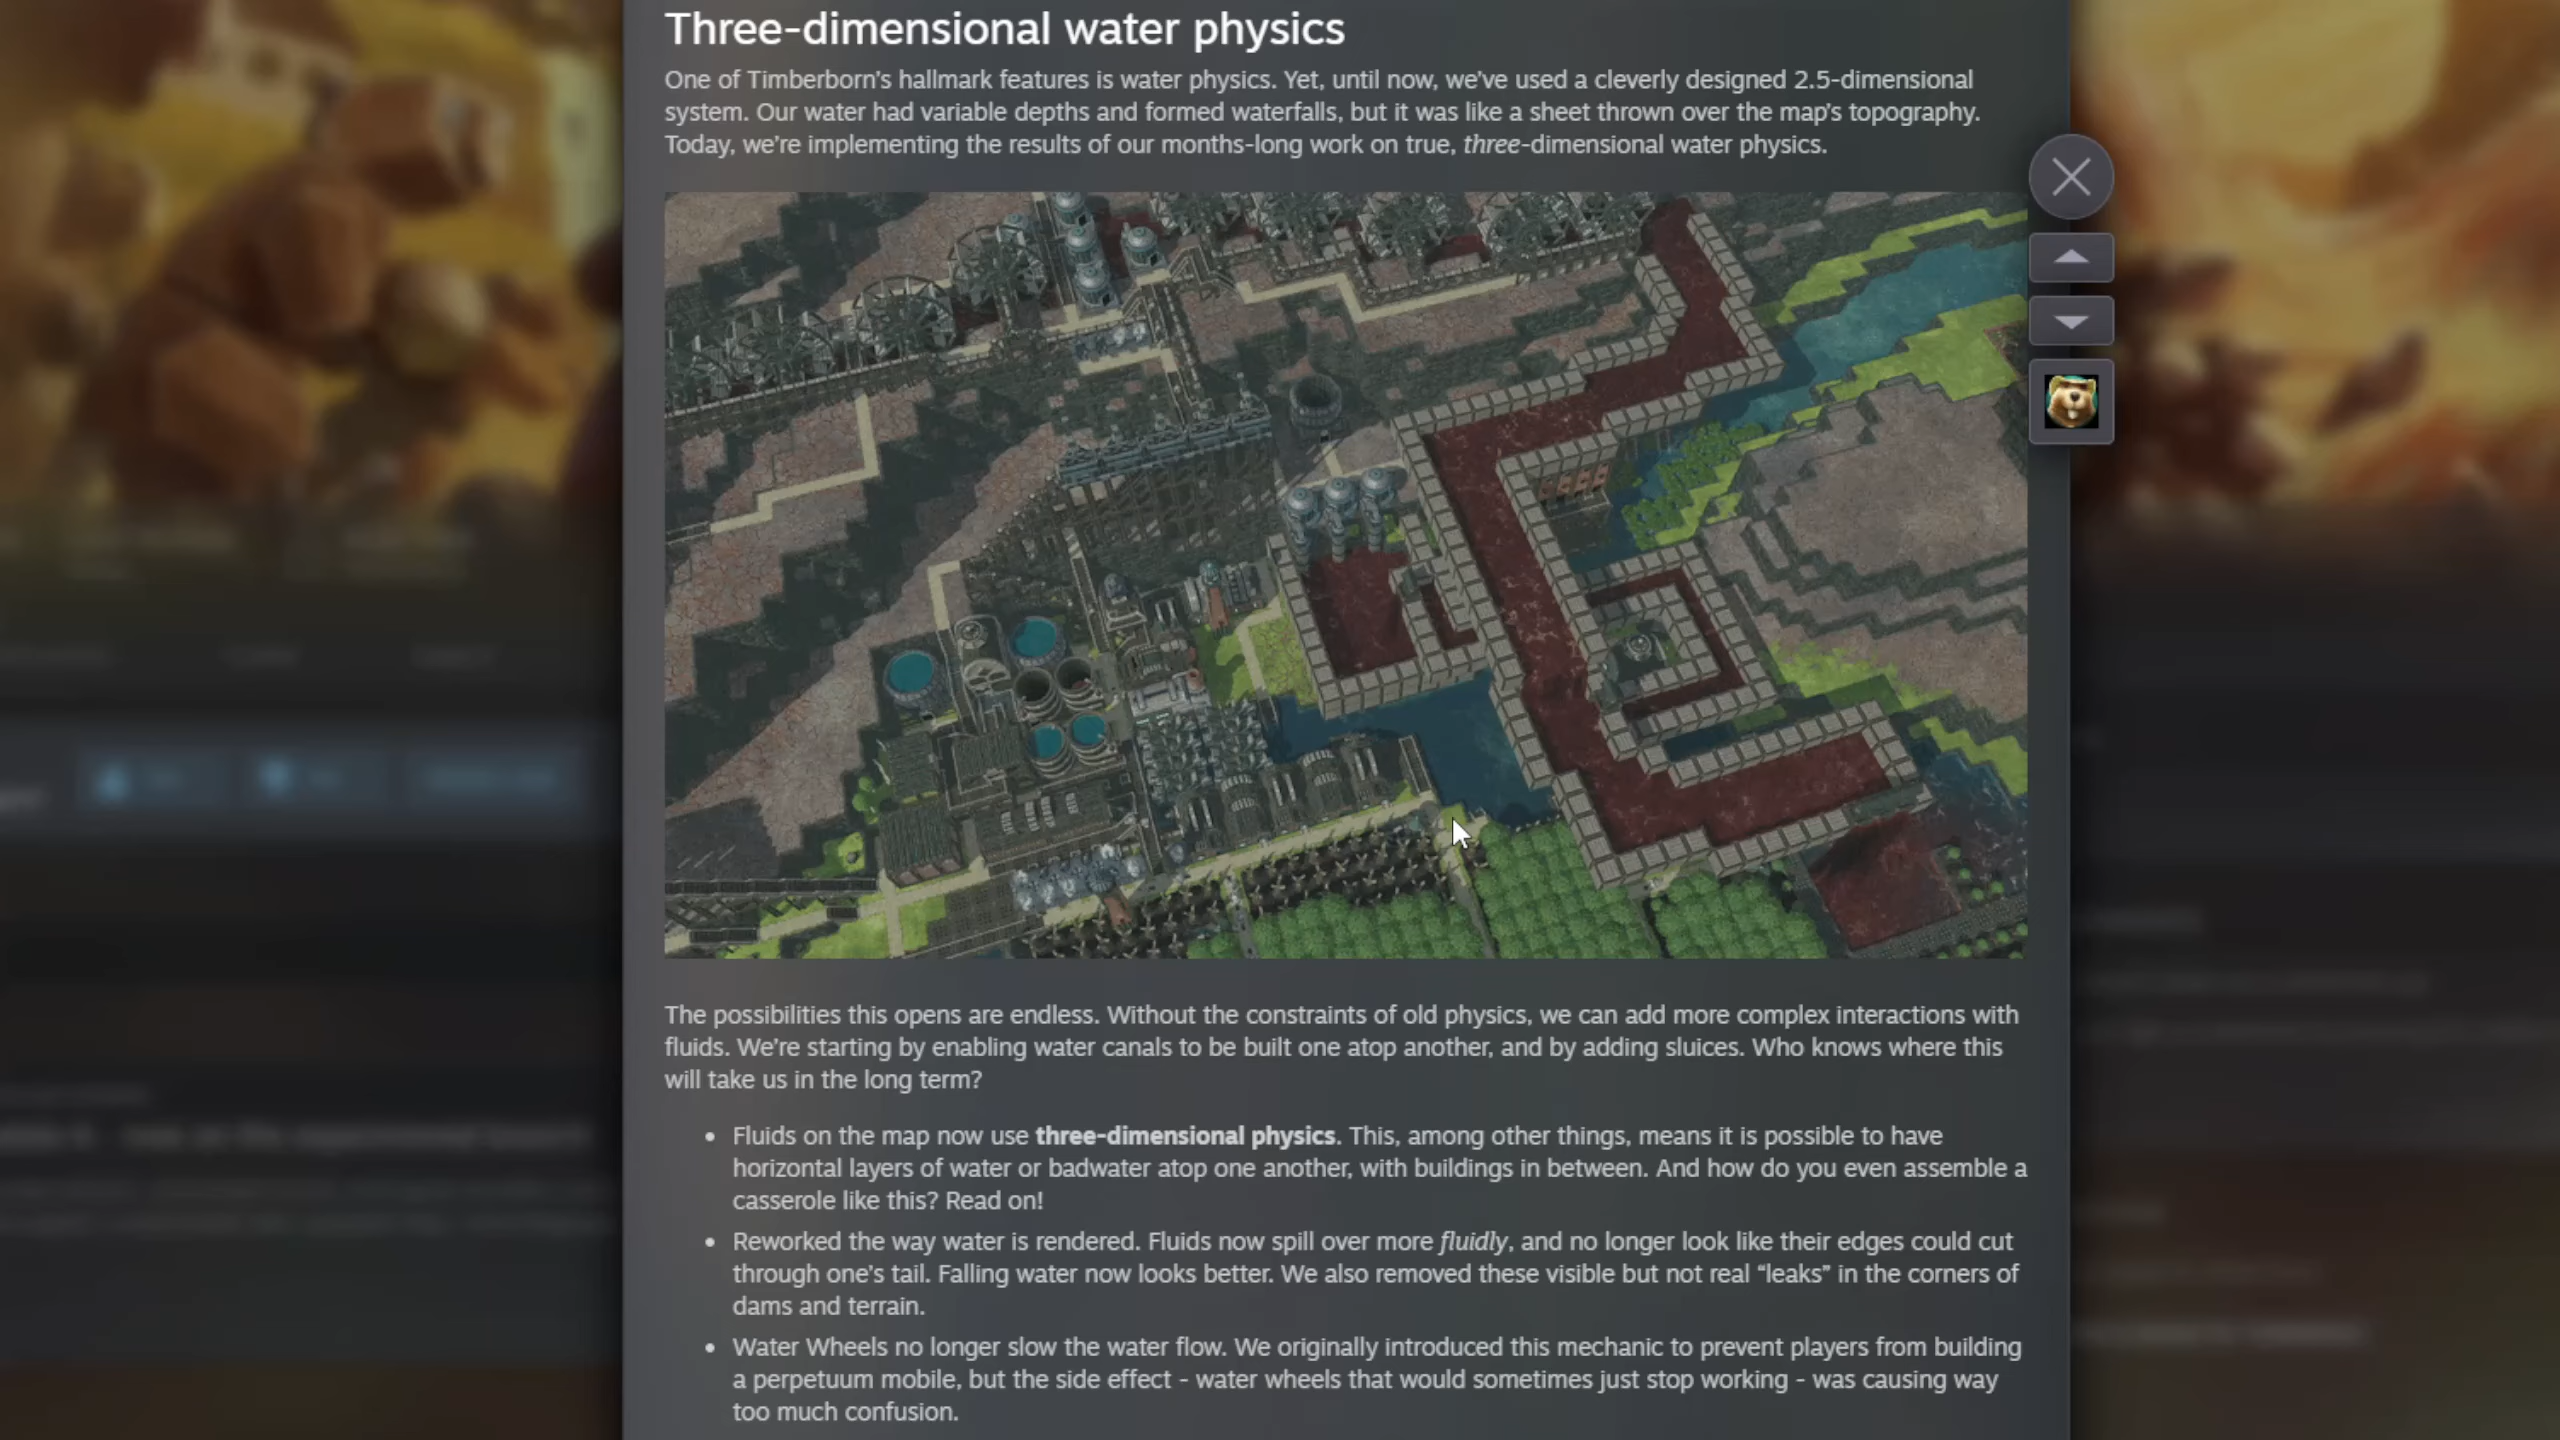 Three-dimensional water physics
One of Timberborn's hallmark features is water physics. Yet, until now, we've used a cleverly designed 2.5-dimensional
system. Our water had variable depths and formed waterfalls, but it was like a sheet thrown over the map's topography.
Today, we're implementing the results of our months-long work on true, three-dimensional water physics.
The possibilities this opens are endless. Without the constraints of old physics, we can add more complex interactions with
fluids. We're starting by enabling water canals to be built one atop another, and by adding sluices. Who knows where this
will take us in the long term?
• Fluids on the map now use three-dimensional physics. This, among other things, means it is possible to have
horizontal layers of water or badwater atop one another, with buildings in between. And how do you even assemble a
casserole like this? Read on!
• Reworked the way water is rendered. Fluids now spill over more fluidly, and no longer look like their edges could cut
through one's tail. Falling water now looks better. We also removed these visible but not real “leaks” in the corners of
dams and terrain.
• Water Wheels no longer slow the water flow. We originally introduced this mechanic to prevent players from building
a perpetuum mobile, but the side effect - water wheels that would sometimes just stop working - was causing way
too much confusion.